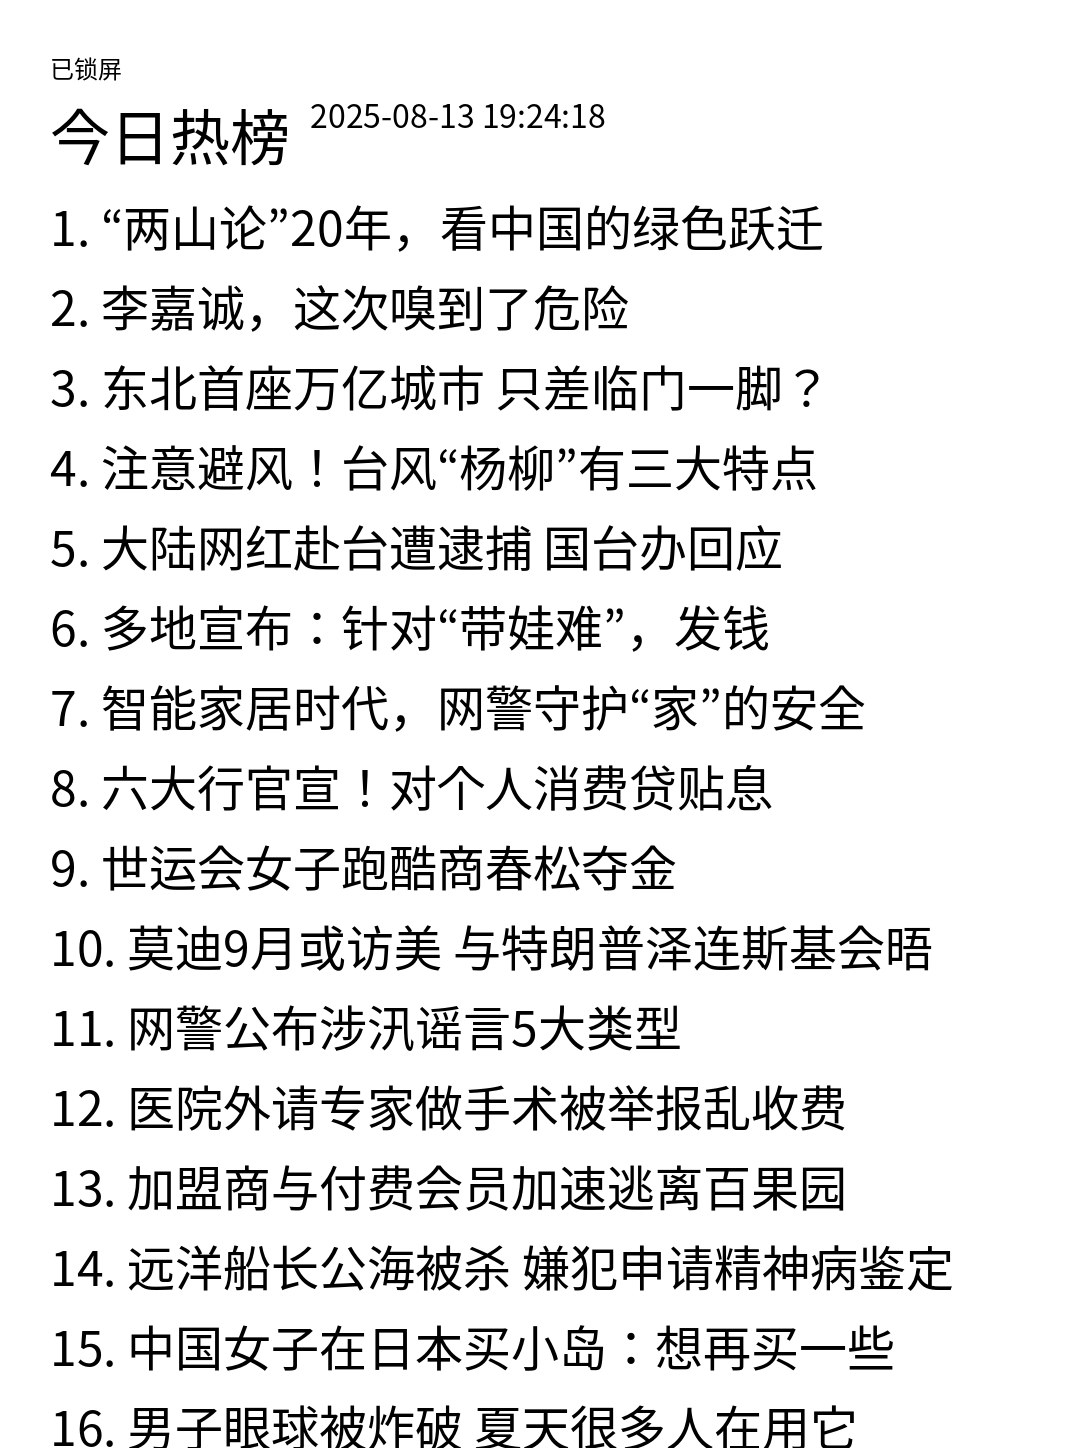 已锁屏
今日热榜 2025-08-13 19:24:18
1. “两山论”20年，看中国的绿色跃迁
2. 李嘉诚，这次嗅到了危险
3. 东北首座万亿城市 只差临门一脚？
4. 注意避风！台风“杨柳”有三大特点
5. 大陆网红赴台遭逮捕 国台办回应
6. 多地宣布：针对“带娃难”，发钱
7. 智能家居时代，网警守护“家”的安全
8. 六大行官宣！对个人消费贷贴息
9. 世运会女子跑酷商春松夺金
10. 莫迪9月或访美 与特朗普泽连斯基会晤
11. 网警公布涉汛谣言5大类型
12. 医院外请专家做手术被举报乱收费
13. 加盟商与付费会员加速逃离百果园
14. 远洋船长公海被杀 嫌犯申请精神病鉴定
15. 中国女子在日本买小岛：想再买一些
16. 男子眼球被炸破 夏天很多人在用它